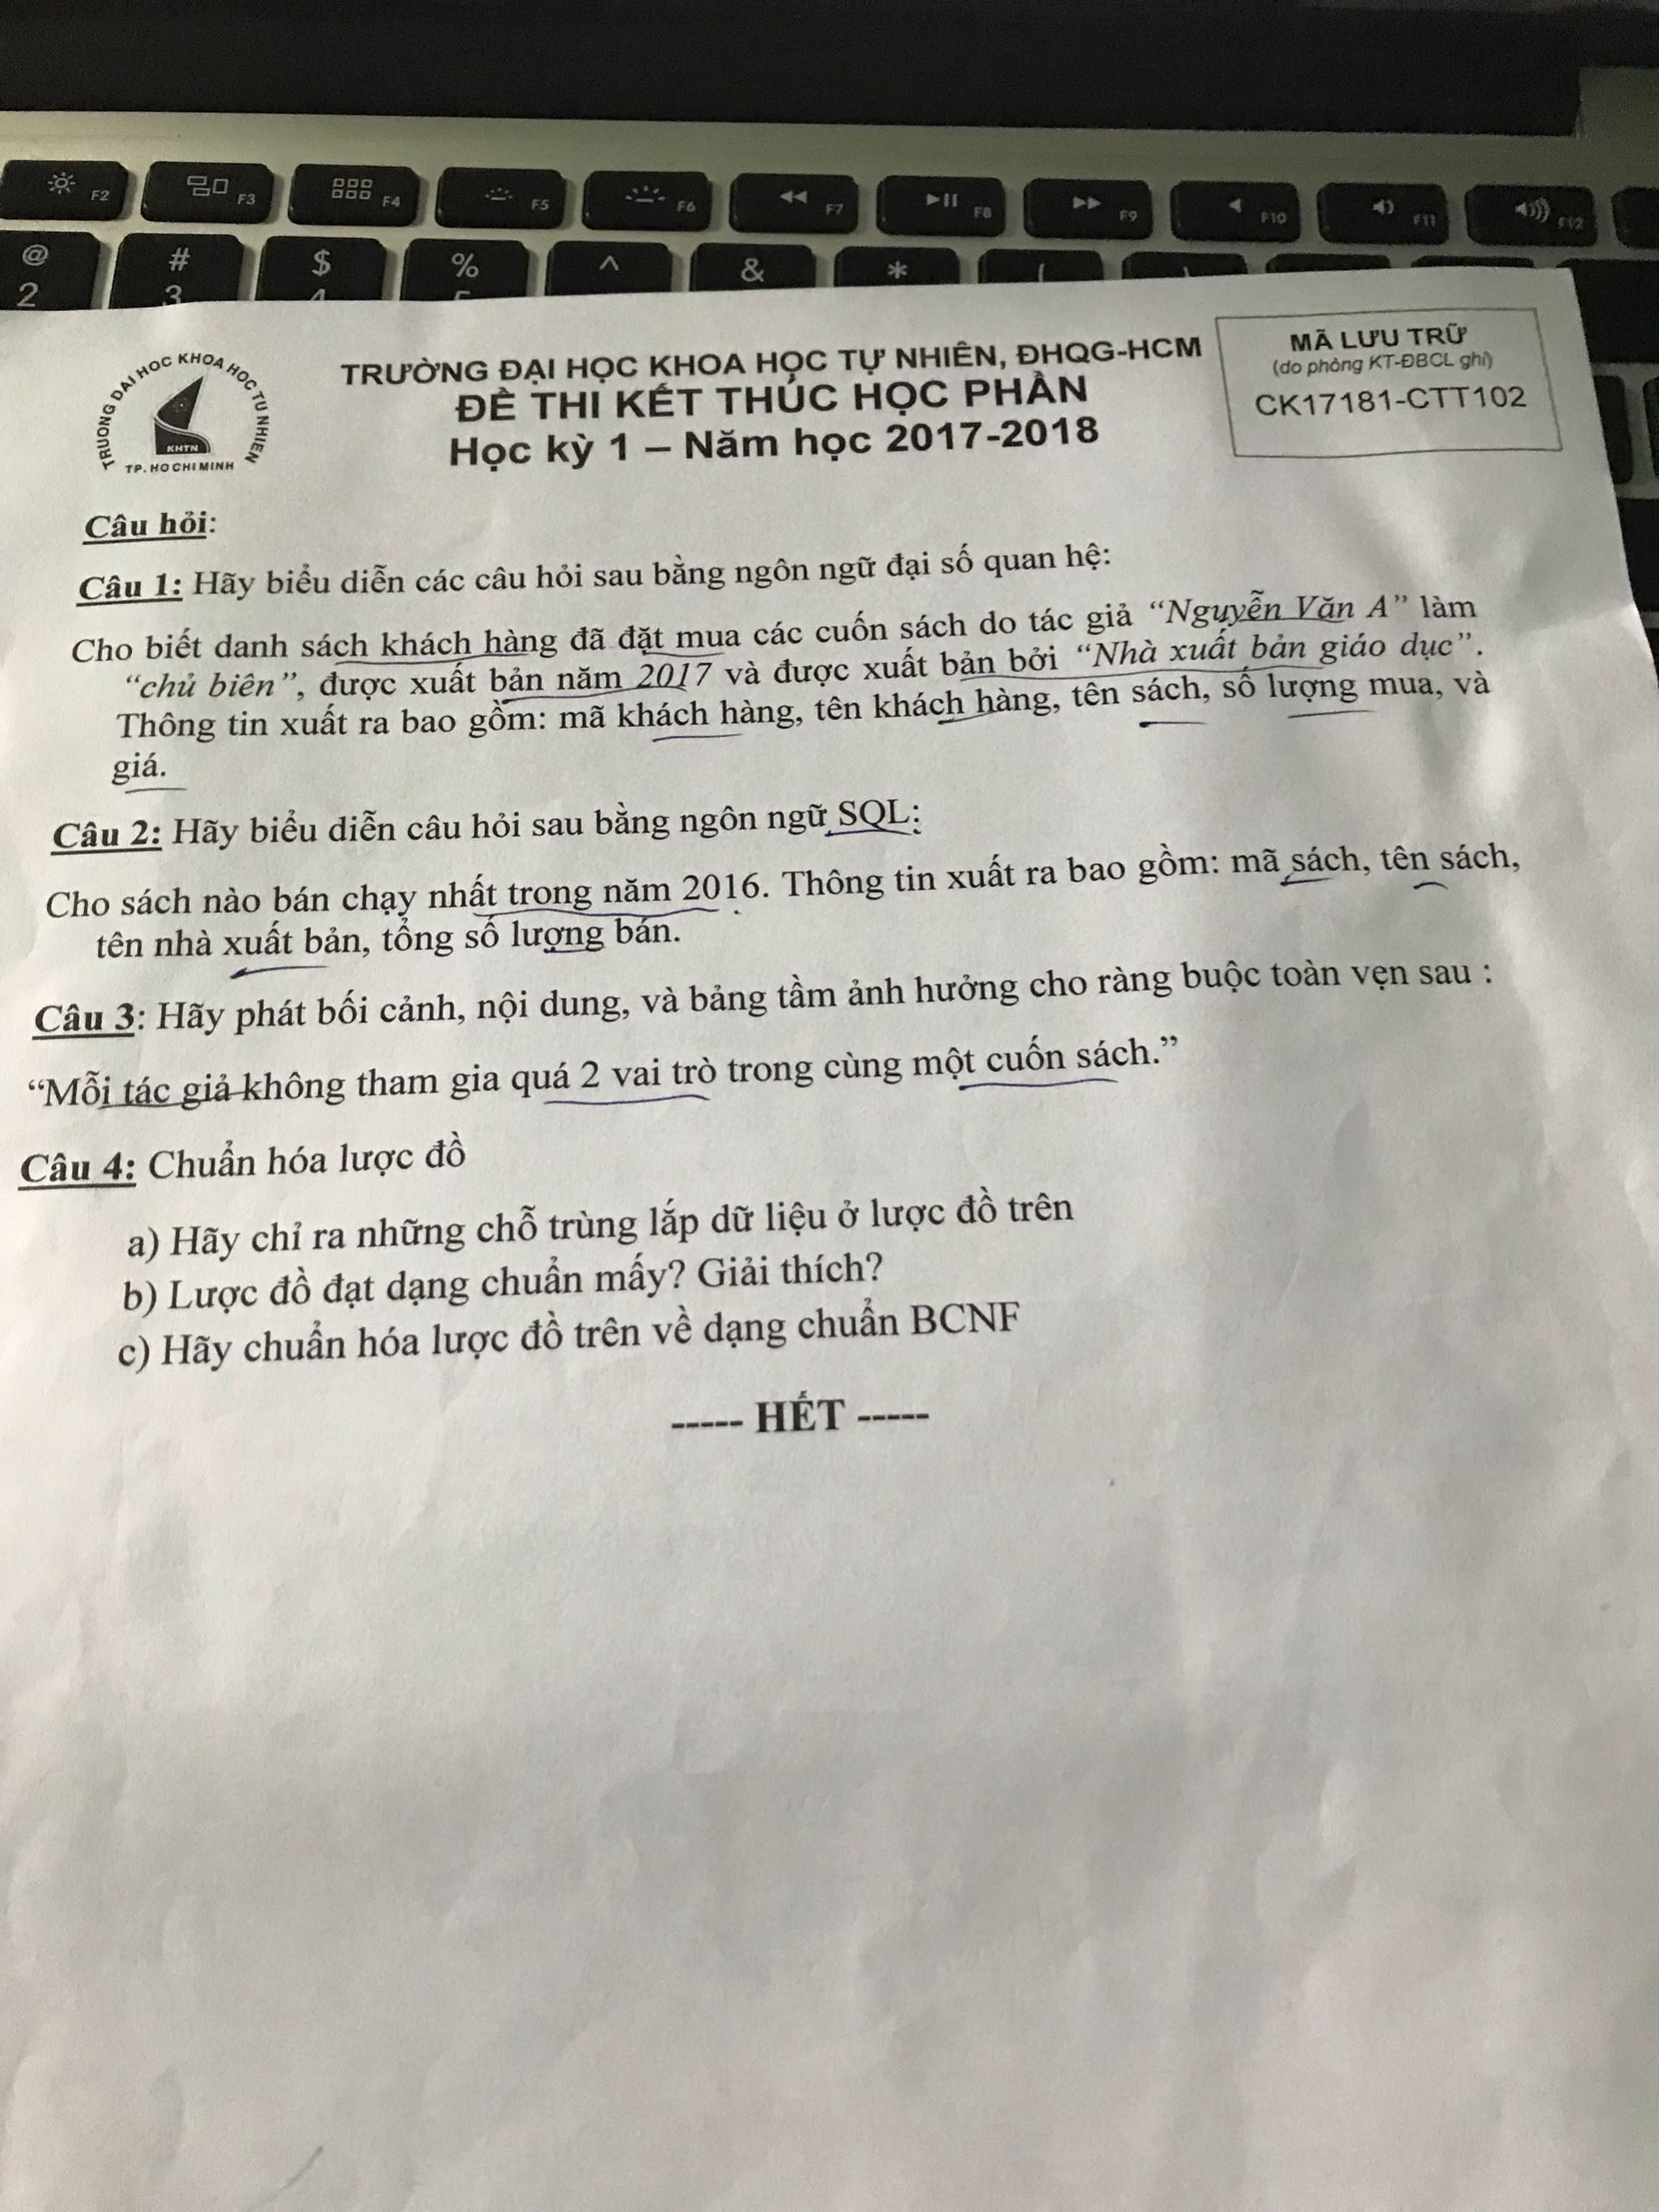 F2
F3
F4
F5
F6
F7
F8
F9
F10
F11
F12
@ # $ % ^ & * (
2 3
TRUONG DAI HOC KHOA HOC TU NHIEN
KHTN
TP. HO CHI MINH
TRƯỜNG ĐẠI HỌC KHOA HỌC TỰ NHIÊN, ĐHQG-HCM
ĐỀ THI KẾT THÚC HỌC PHẦN
Học kỳ 1 – Năm học 2017-2018
MÃ LƯU TRỮ
(do phòng KT-ĐBCL ghi)
CK17181-CTT102
Câu hỏi:
Câu 1: Hãy biểu diễn các câu hỏi sau bằng ngôn ngữ đại số quan hệ:
Cho biết danh sách khách hàng đã đặt mua các cuốn sách do tác giả “Nguyễn Văn A” làm
“chủ biên”, được xuất bản năm 2017 và được xuất bản bởi “Nhà xuất bản giáo dục”.
Thông tin xuất ra bao gồm: mã khách hàng, tên khách hàng, tên sách, số lượng mua, và
giá.
Câu 2: Hãy biểu diễn câu hỏi sau bằng ngôn ngữ SQL:
Cho sách nào bán chạy nhất trong năm 2016. Thông tin xuất ra bao gồm: mã sách, tên sách,
tên nhà xuất bản, tổng số lượng bán.
Câu 3: Hãy phát bối cảnh, nội dung, và bảng tầm ảnh hưởng cho ràng buộc toàn vẹn sau :
“Mỗi tác giả không tham gia quá 2 vai trò trong cùng một cuốn sách.”
Câu 4: Chuẩn hóa lược đồ
a) Hãy chỉ ra những chỗ trùng lắp dữ liệu ở lược đồ trên
b) Lược đồ đạt dạng chuẩn mấy? Giải thích?
c) Hãy chuẩn hóa lược đồ trên về dạng chuẩn BCNF
----- HẾT -----